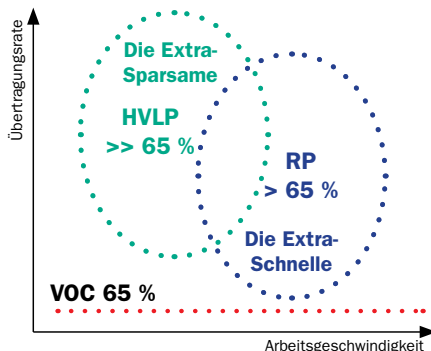 Übertragungsrate
Die Extra-
Sparsame
HVLP
>> 65 %
RP
> 65 %
Die Extra-
Schnelle
VOC 65 %
Arbeitsgeschwindigkeit